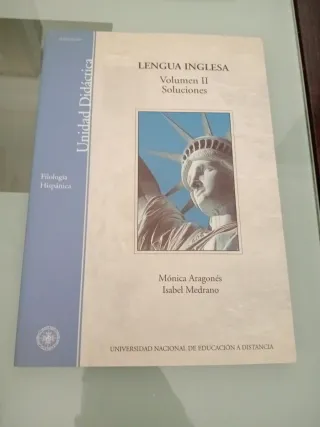 LENGUA INGLESA
Volumen II
Soluciones
Unidad Didáctica
Filología
Hispánica
Mónica Aragonés
Isabel Medrano
UNIVERSIDAD NACIONAL DE EDUCACIÓN A DISTANCIA